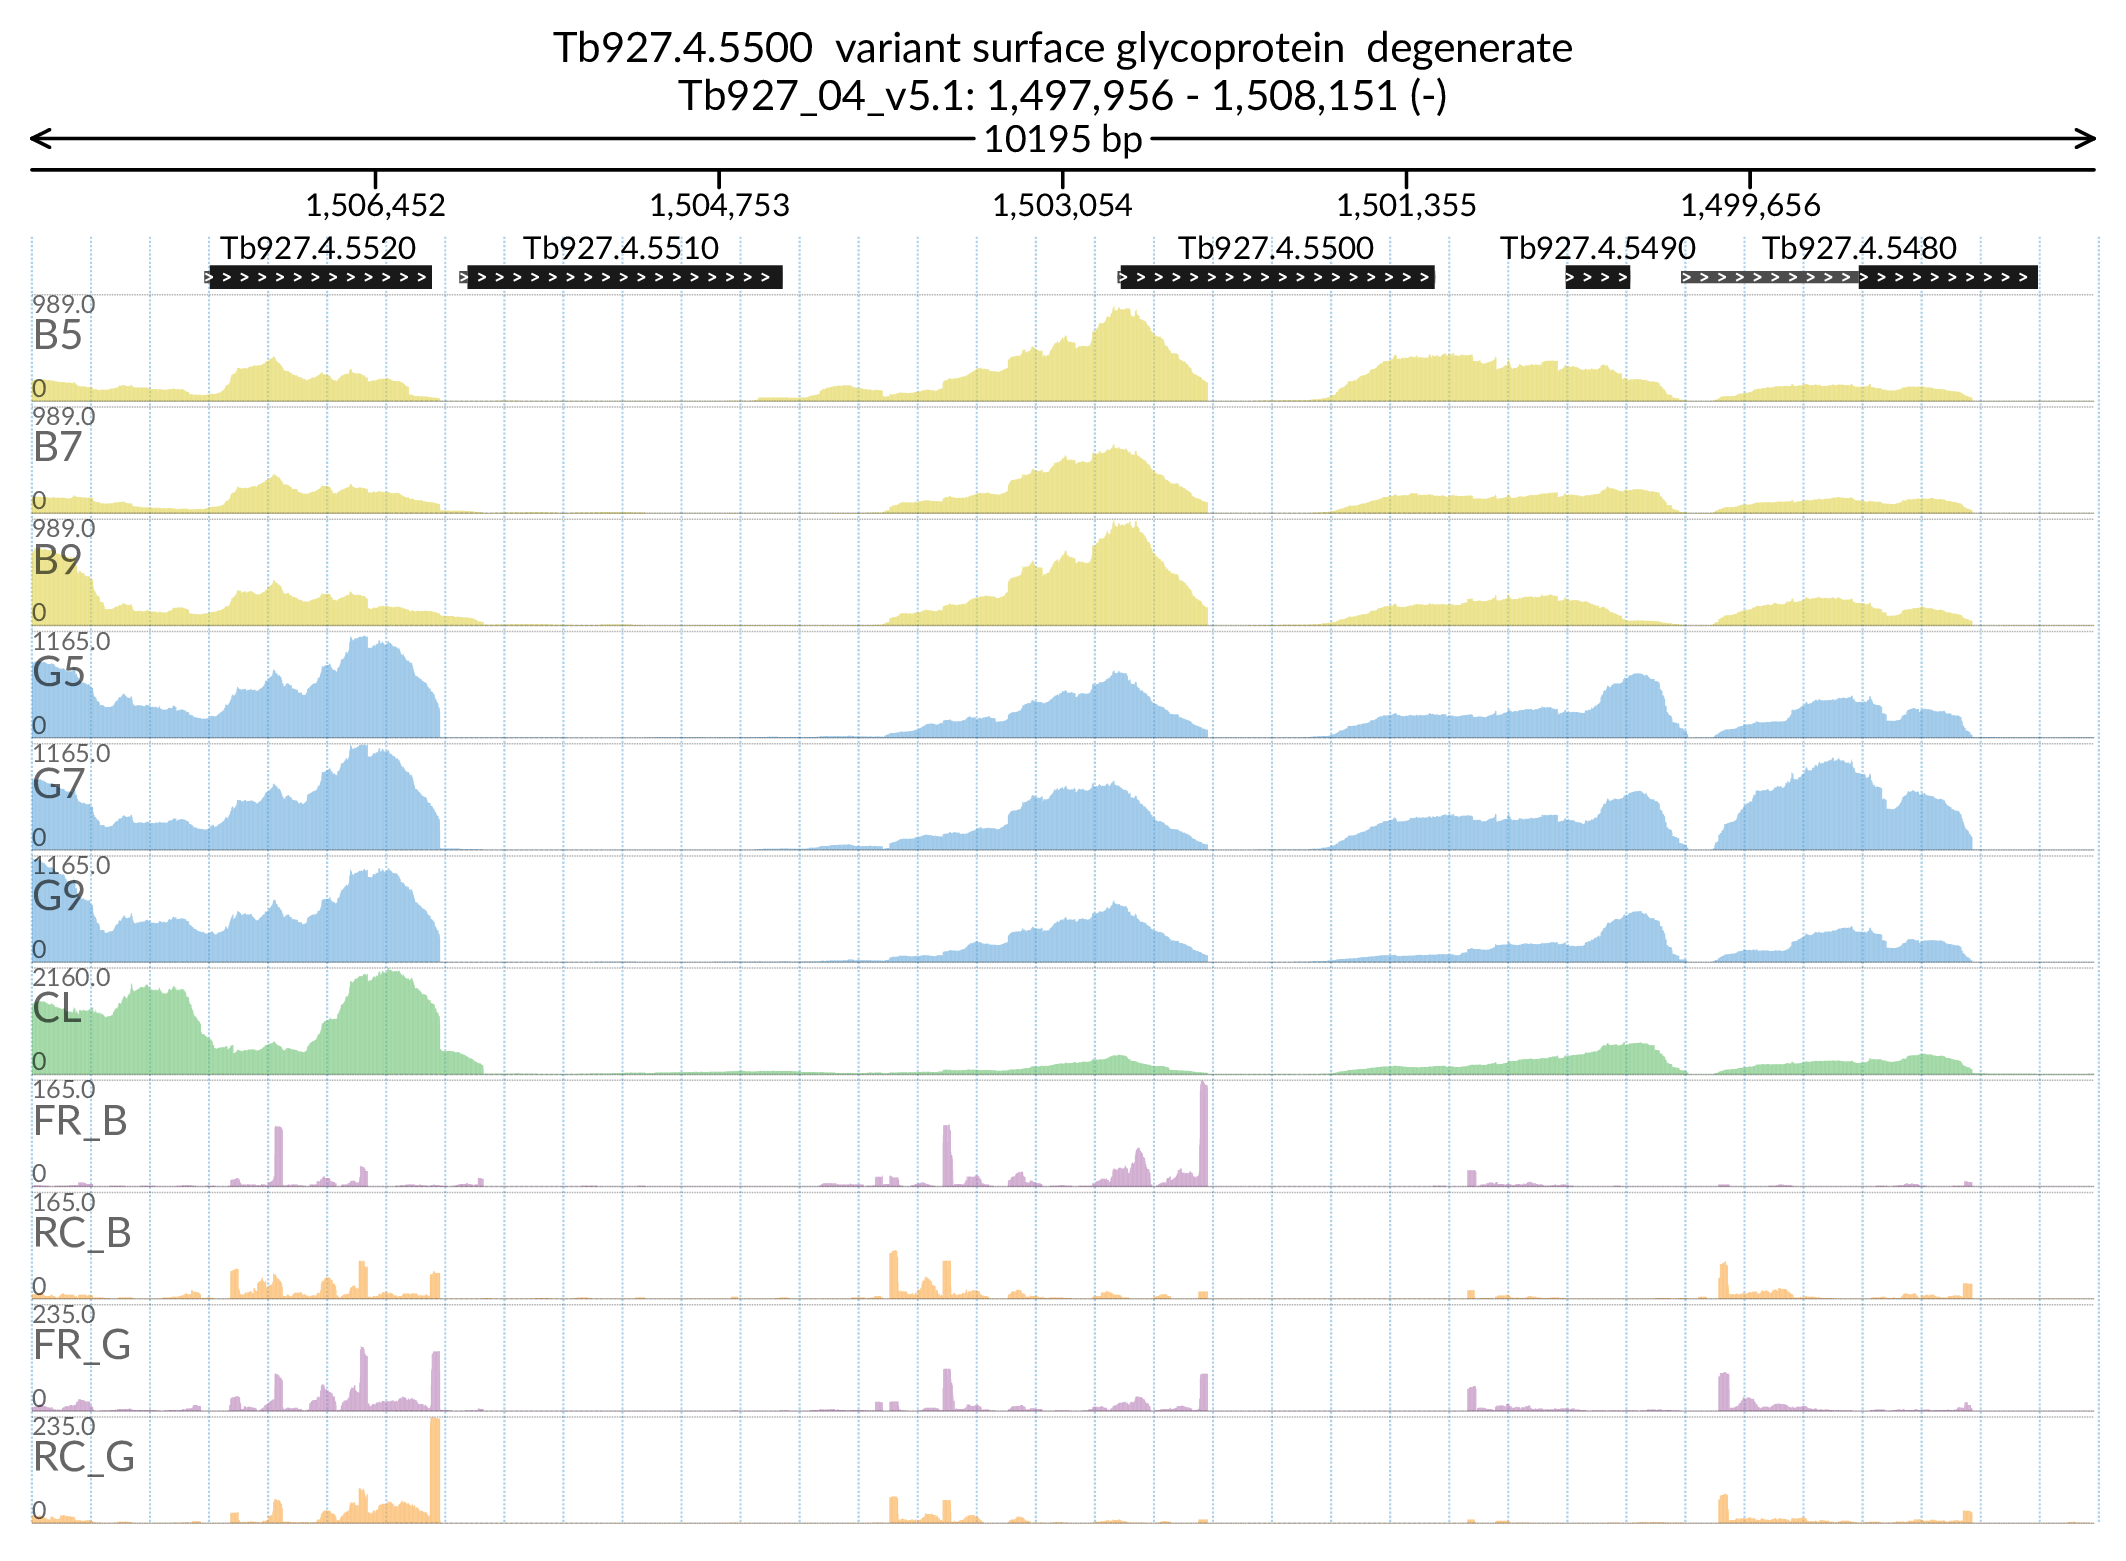 Tb927.4.5500 variant surface glycoprotein degenerate
Tb927_04_v5.1: 1,497,956 - 1,508,151 (-)
10195 bp
1,506,452 1,504,753 1,503,054 1,501,355 1,499,656
Tb927.4.5520 Tb927.4.5510 Tb927.4.5500 Tb927.4.5490 Tb927.4.5480
989.0
B5
0
989.0
B7
0
989.0
B9
0
1165.0
G5
0
1165.0
G7
0
1165.0
G9
0
2160.0
CL
0
165.0
FR_B
0
165.0
RC_B
0
235.0
FR_G
0
235.0
RC_G
0